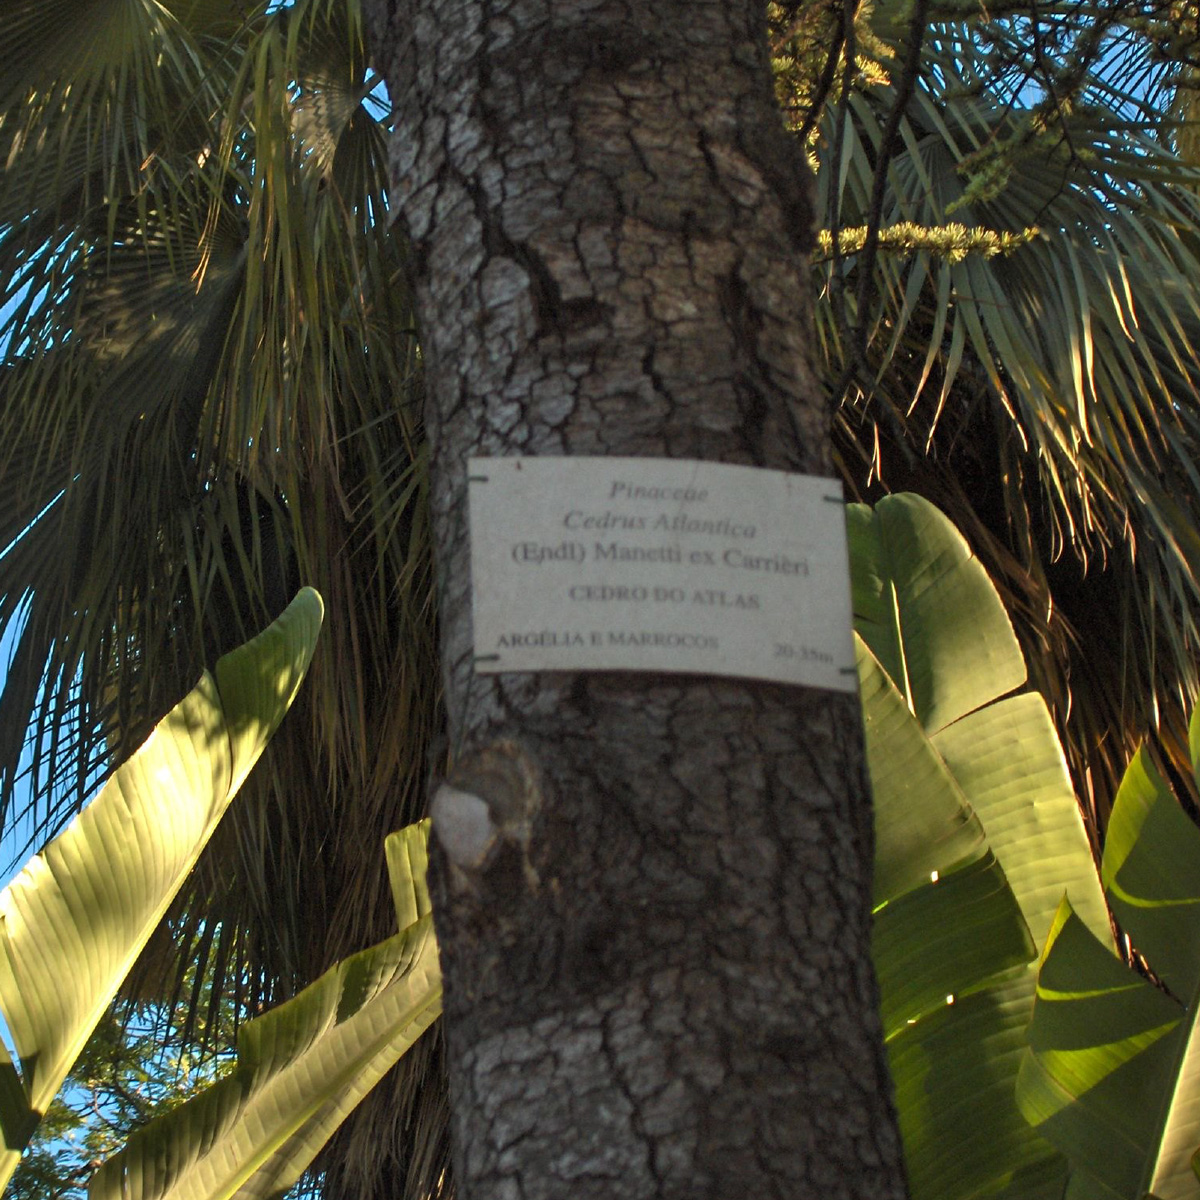 Pinaceae
Cedrus Atlantica
(Endl) Manetti ex Carrièri
CEDRO DO ATLAS
ARGÉLIA E MARROCOS 20-35m